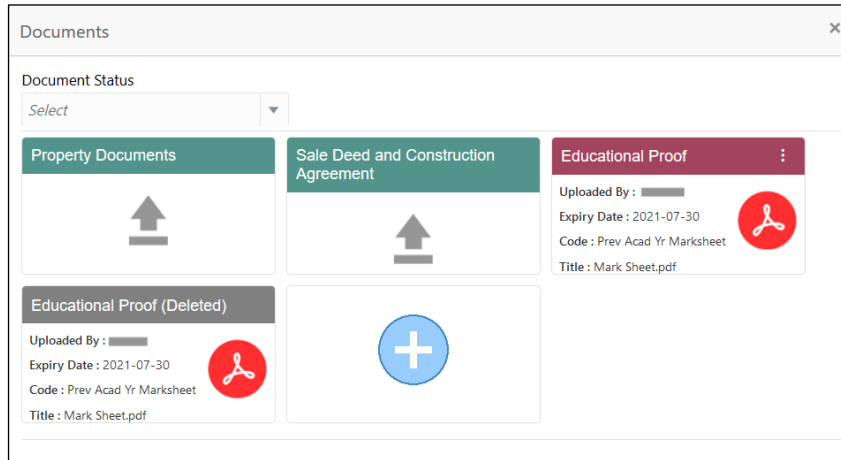 Documents
×
Document Status
Select
Property Documents
Sale Deed and Construction
Agreement
Educational Proof
Uploaded By :
Expiry Date : 2021-07-30
Code : Prev Acad Yr Marksheet
Title : Mark Sheet.pdf
Educational Proof (Deleted)
Uploaded By :
Expiry Date : 2021-07-30
Code : Prev Acad Yr Marksheet
Title : Mark Sheet.pdf